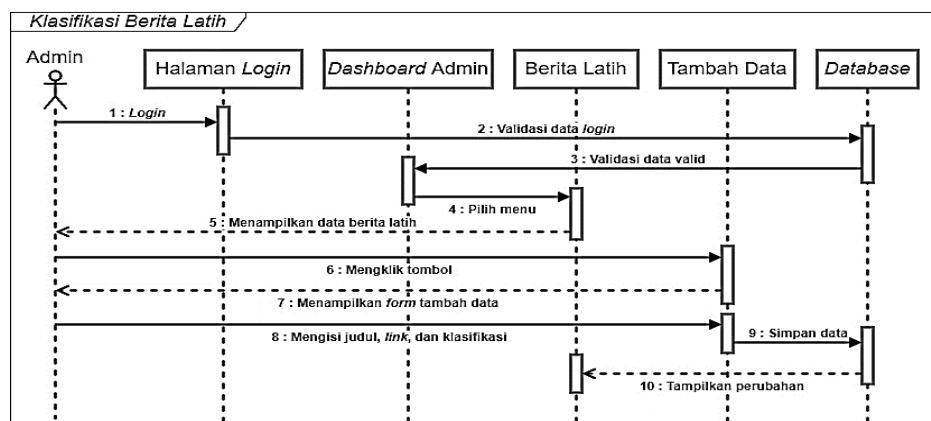 Klasifikasi Berita Latih
Admin
Halaman Login
Dashboard Admin
Berita Latih
Tambah Data
Database
1 : Login
2 : Validasi data login
3 : Validasi data valid
4 : Pilih menu
5 : Menampilkan data berita latih
6 : Mengklik tombol
7 : Menampilkan form tambah data
8 : Mengisi judul, link, dan klasifikasi
9 : Simpan data
10 : Tampilkan perubahan